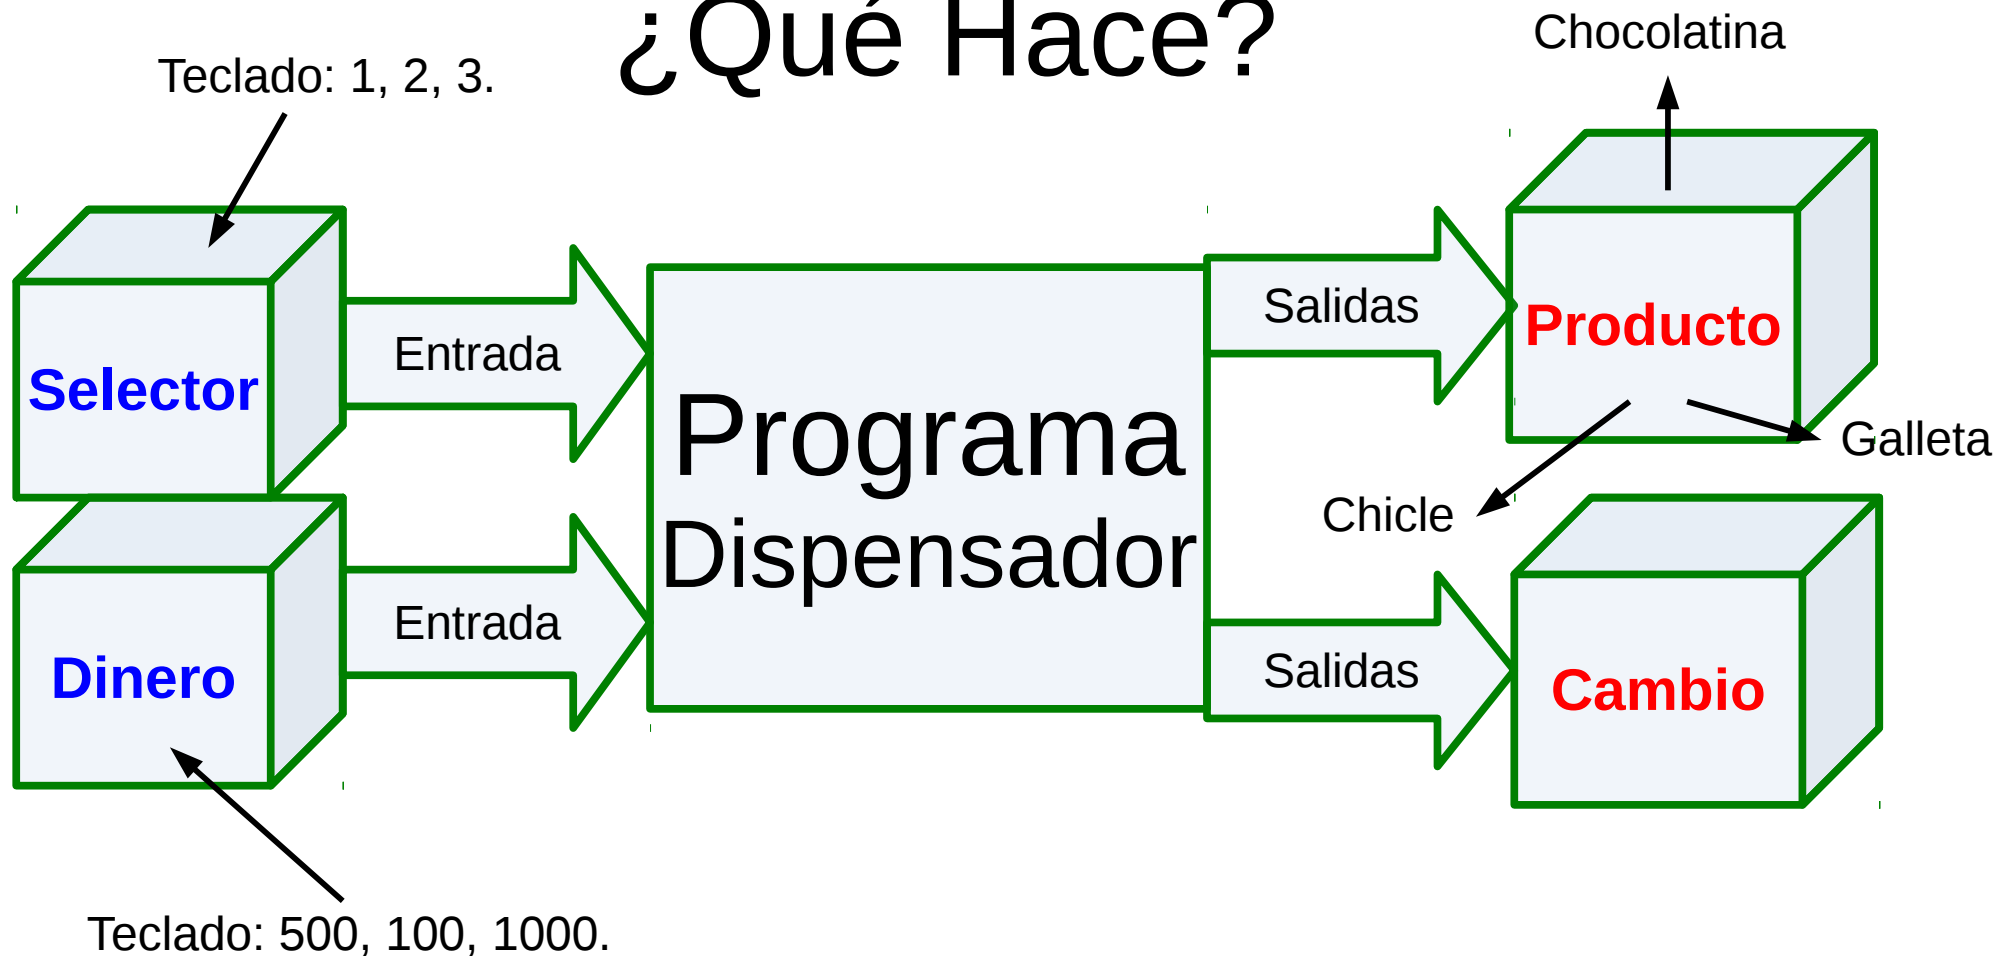 ¿Qué Hace?
Chocolatina
Teclado: 1, 2, 3.
Selector
Entrada
Salidas
Producto
Programa
Dispensador
Galleta
Chicle
Dinero
Entrada
Salidas
Cambio
Teclado: 500, 100, 1000.